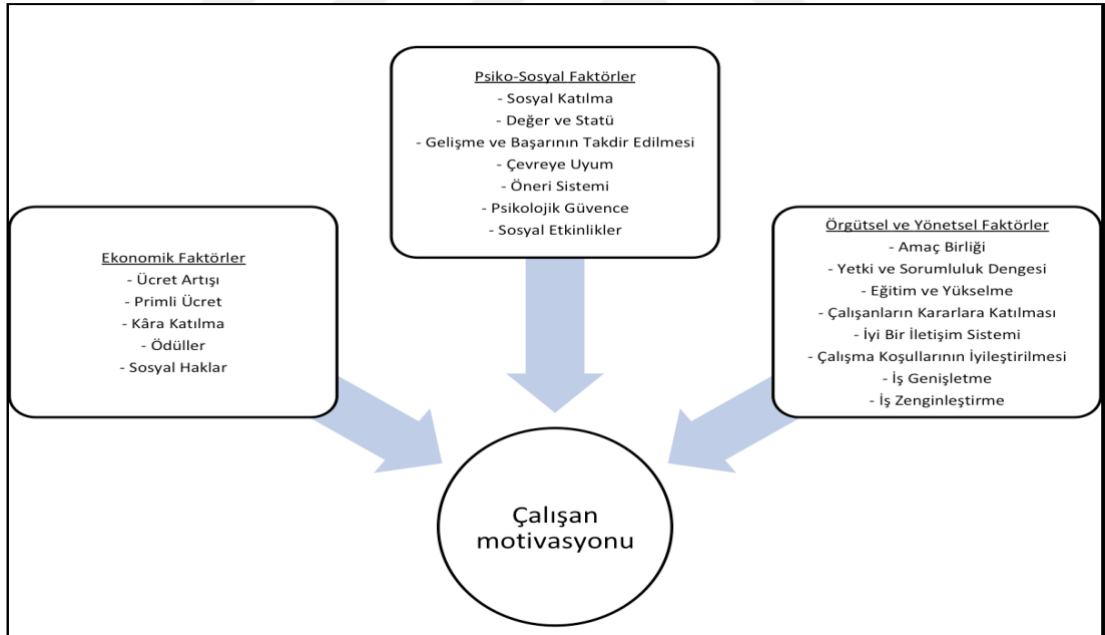 Psiko-Sosyal Faktörler
- Sosyal Katılma
- Değer ve Statü
- Gelişme ve Başarının Takdir Edilmesi
- Çevreye Uyum
- Öneri Sistemi
- Psikolojik Güvence
- Sosyal Etkinlikler
Ekonomik Faktörler
- Ücret Artışı
- Primli Ücret
- Kâra Katılma
- Ödüller
- Sosyal Haklar
Örgütsel ve Yönetsel Faktörler
- Amaç Birliği
- Yetki ve Sorumluluk Dengesi
- Eğitim ve Yükselme
- Çalışanların Kararlara Katılması
- İyi Bir İletişim Sistemi
- Çalışma Koşullarının İyileştirilmesi
- İş Genişletme
- İş Zenginleştirme
Çalışan
motivasyonu